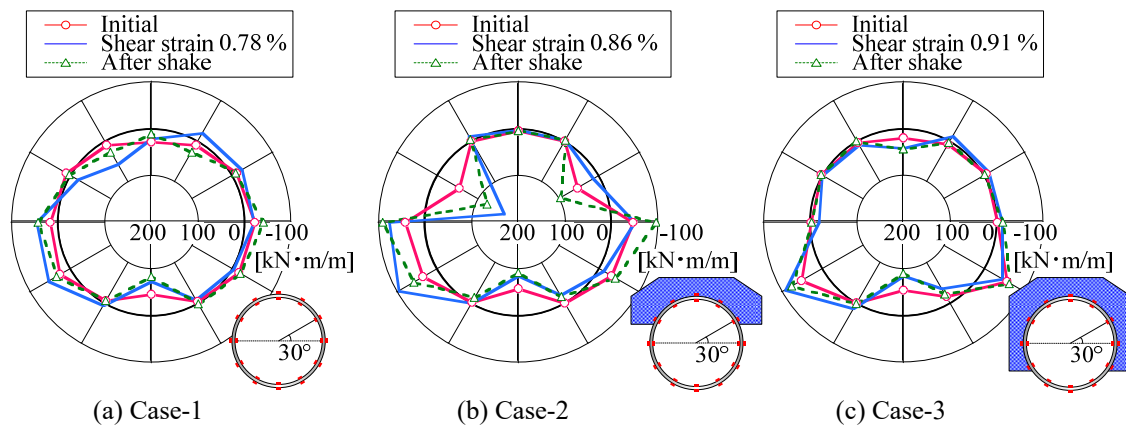 Initial
Shear strain 0.78 %
After shake
200 100 0 -100
[kN・m/m]
30°
(a) Case-1
Initial
Shear strain 0.86 %
After shake
200 100 0 -100
[kN・m/m]
30°
(b) Case-2
Initial
Shear strain 0.91 %
After shake
200 100 0 -100
[kN・m/m]
30°
(c) Case-3